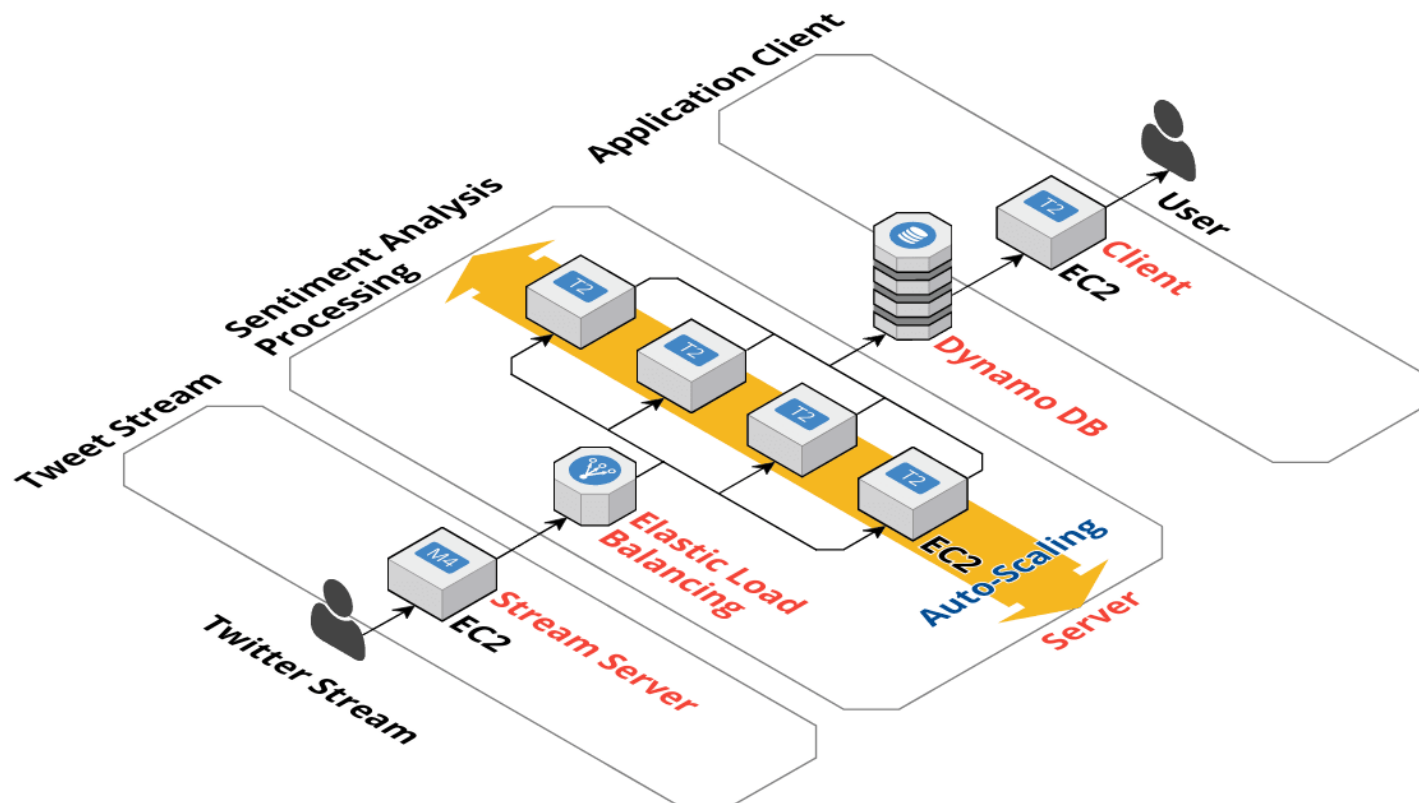 Application Client
User
T2
Client
EC2
Sentiment Analysis
Processing
T2
T2
T2
T2
EC2
Dynamo DB
Auto-Scaling
Server
Tweet Stream
Elastic Load
Balancing
M4
Stream Server
EC2
Twitter Stream